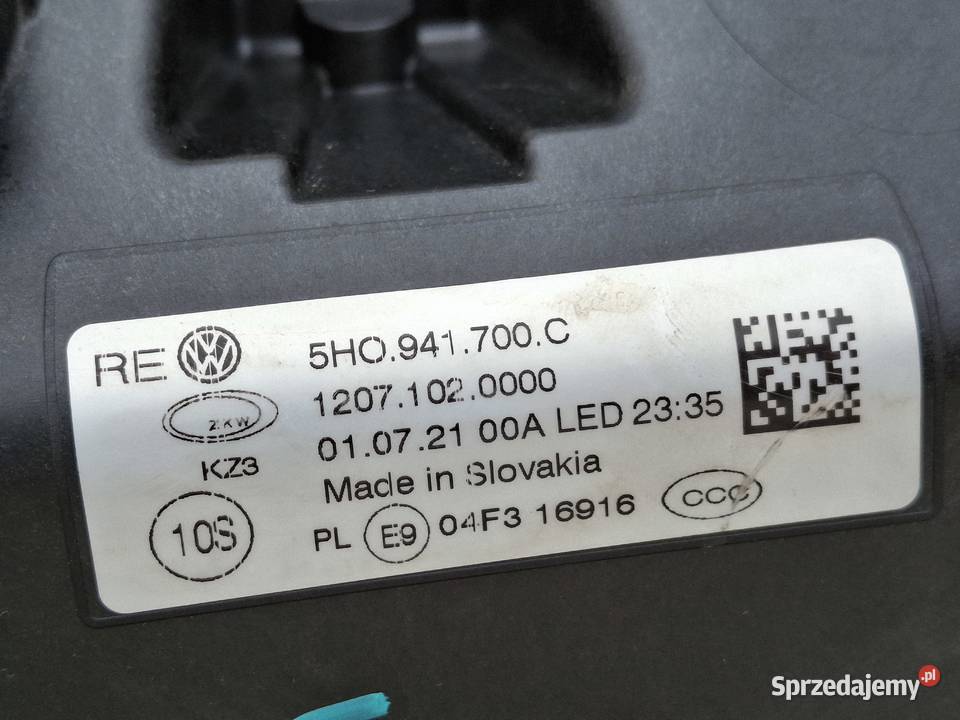 RE 5H0.941.700.C
ZKW 1207.102.0000
01.07.21 00A LED 23:35
KZ3 Made in Slovakia
10S PL E9 04F3 16916 CCC
Sprzedajemy.pl